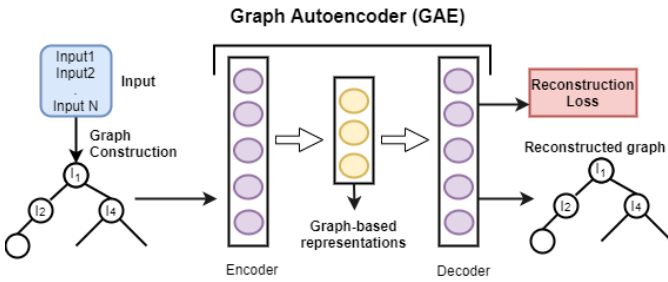 Graph Autoencoder (GAE)
Input1
Input2
.
Input N
Input
Graph
Construction
I1
I2
I4
Encoder
Graph-based
representations
Decoder
Reconstruction
Loss
Reconstructed graph
I1
I2
I4